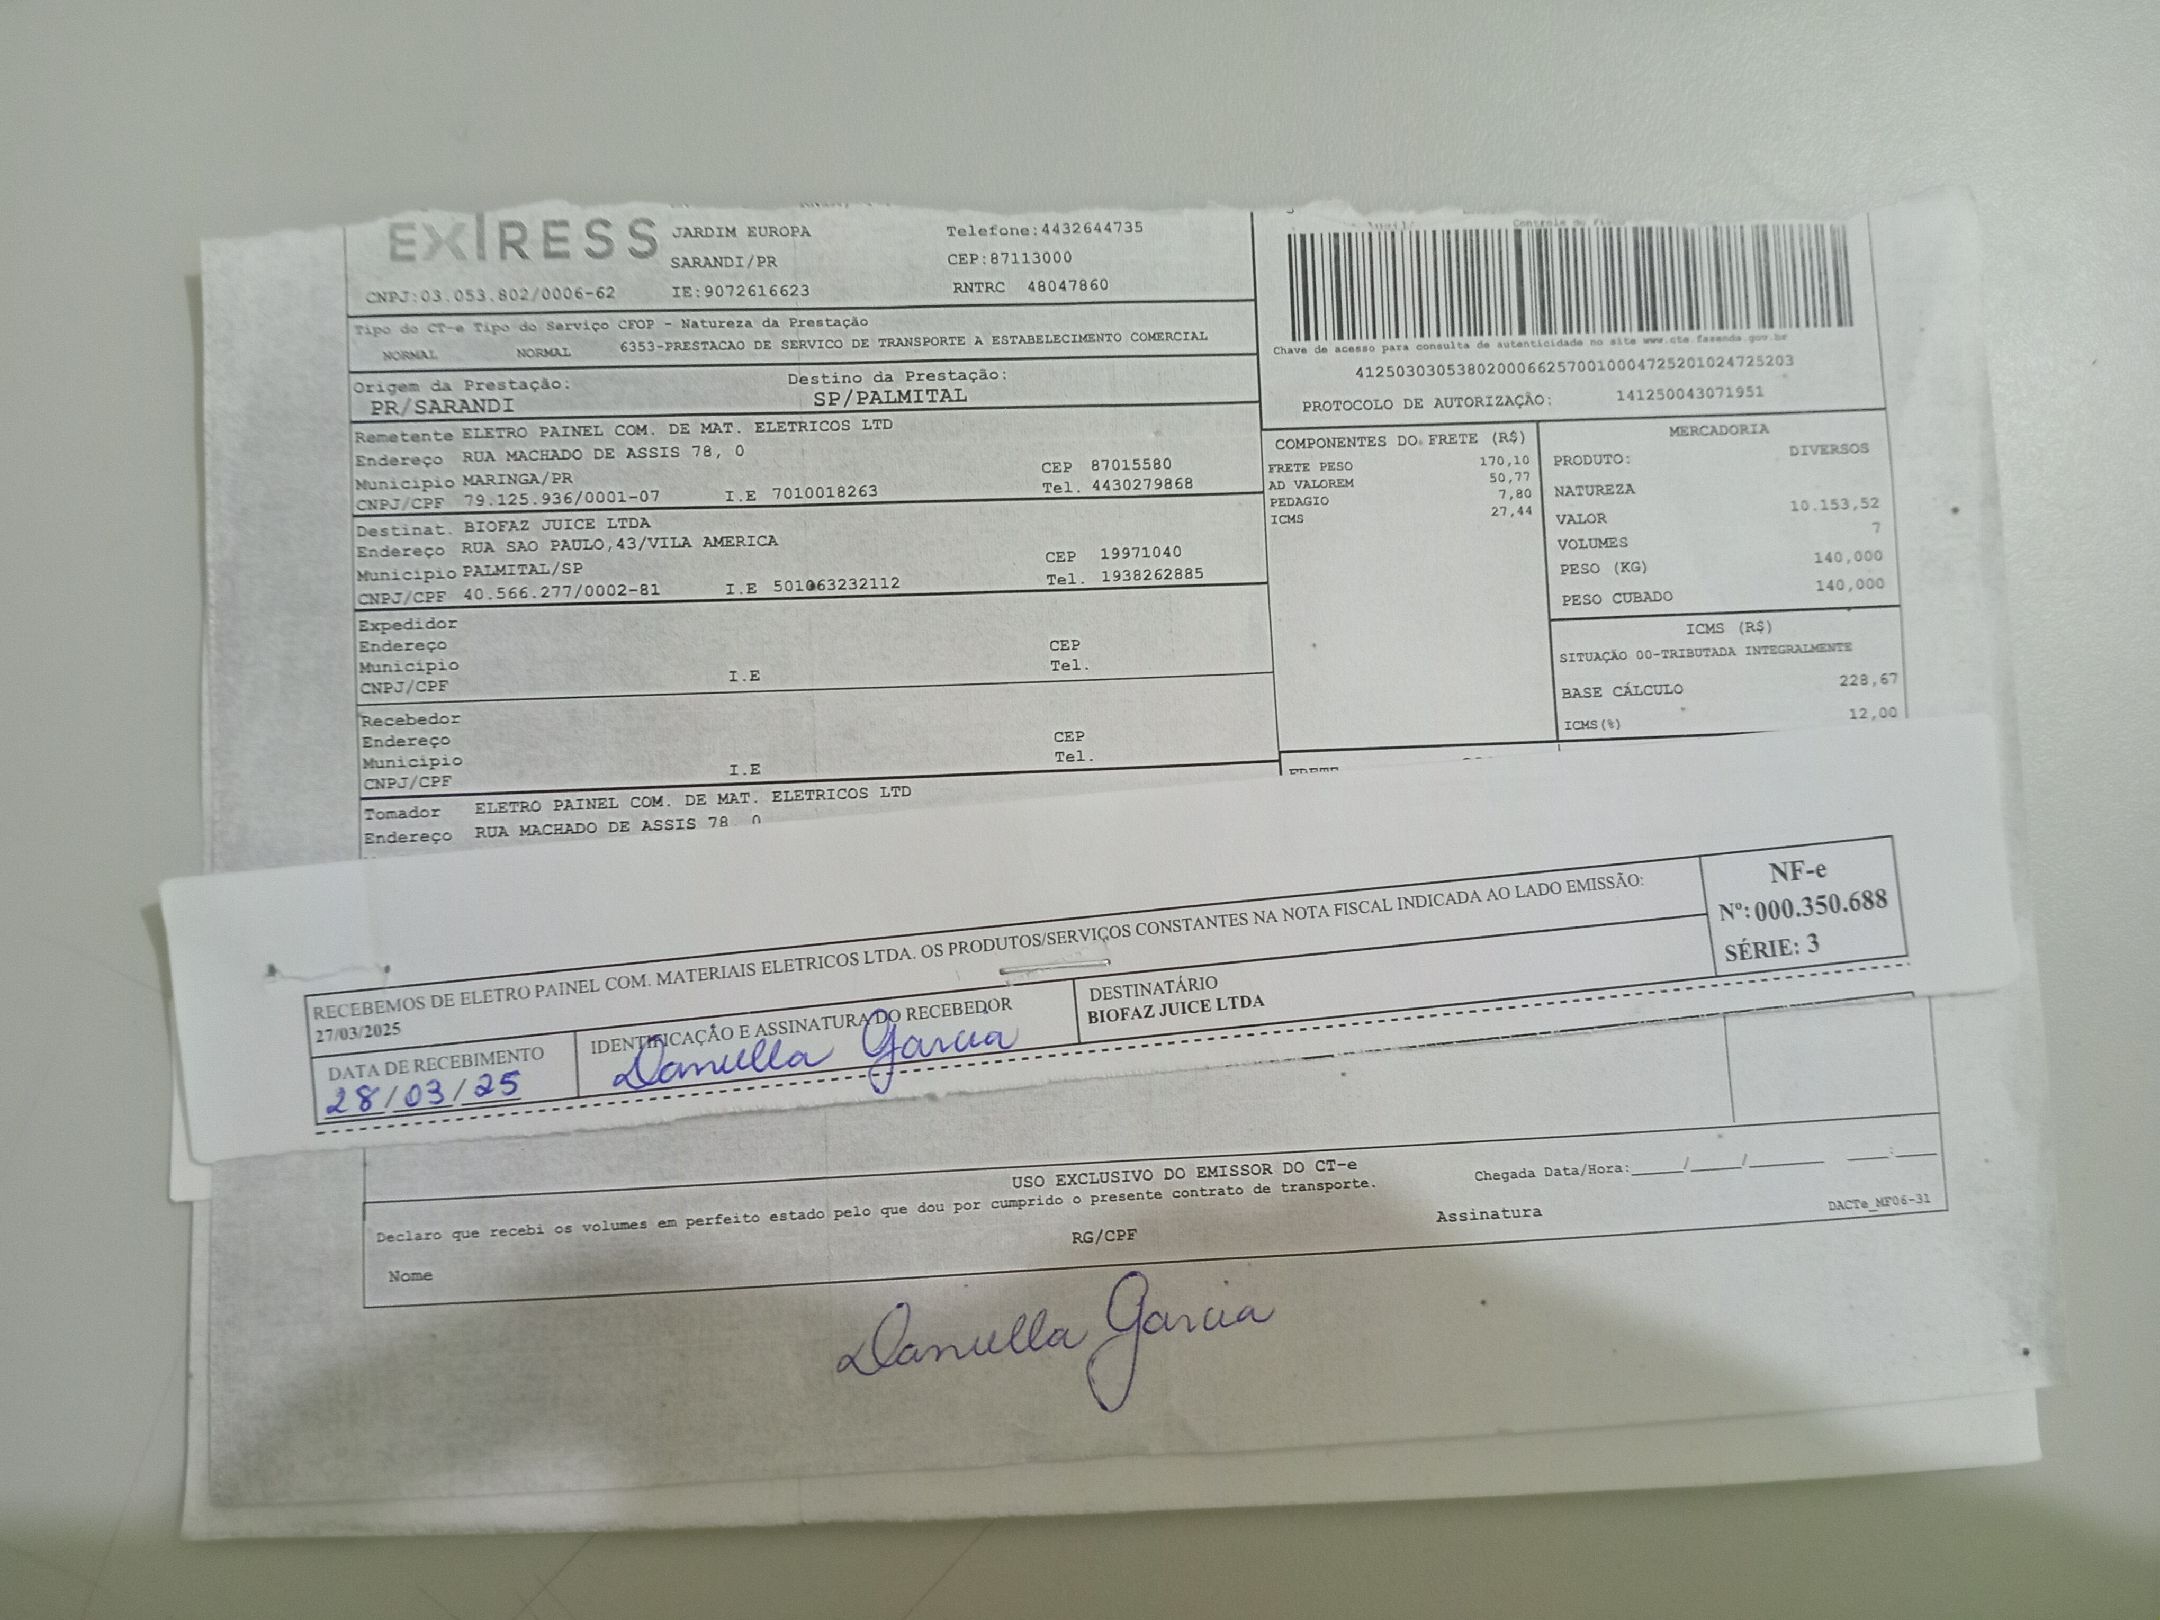 EXPRESS
JARDIM EUROPA
Telefone:4432644735
SARANDI/PR
CEP:87113000
CNPJ:03.053.802/0006-62
IE:9072616623
RNTRC 48047860
Tipo do CT-e Tipo do Serviço CFOP - Natureza da Prestação
NORMAL NORMAL 6353-PRESTACAO DE SERVICO DE TRANSPORTE A ESTABELECIMENTO COMERCIAL
Origem da Prestação: Destino da Prestação:
PR/SARANDI SP/PALMITAL
Remetente ELETRO PAINEL COM. DE MAT. ELETRICOS LTD
Endereço RUA MACHADO DE ASSIS 78, 0
Município MARINGA/PR CEP 87015580
CNPJ/CPF 79.125.936/0001-07 I.E 7010018263 Tel. 4430279868
Destinat. BIOFAZ JUICE LTDA
Endereço RUA SAO PAULO,43/VILA AMERICA
Município PALMITAL/SP CEP 19971040
CNPJ/CPF 40.566.277/0002-81 I.E 501063232112 Tel. 1938262885
Expedidor
Endereço CEP
Município Tel.
CNPJ/CPF I.E
Recebedor
Endereço CEP
Município Tel.
CNPJ/CPF I.E
Tomador ELETRO PAINEL COM. DE MAT. ELETRICOS LTD
Endereço RUA MACHADO DE ASSIS 78 0
Chave de acesso para consulta de autenticidade no site www.cte.fazenda.gov.br
41250303053802000662570010004725201024725203
PROTOCOLO DE AUTORIZAÇÃO: 141250043071951
COMPONENTES DO FRETE (R$)
FRETE PESO 170,10
AD VALOREM 50,77
PEDAGIO 7,80
ICMS 27,44
MERCADORIA
PRODUTO: DIVERSOS
NATUREZA
VALOR 10.153,52
VOLUMES 7
PESO (KG) 140,000
PESO CUBADO 140,000
ICMS (R$)
SITUAÇÃO 00-TRIBUTADA INTEGRALMENTE
BASE CÁLCULO 228,67
ICMS(%) 12,00
RECEBEMOS DE ELETRO PAINEL COM. MATERIAIS ELETRICOS LTDA. OS PRODUTOS/SERVIÇOS CONSTANTES NA NOTA FISCAL INDICADA AO LADO EMISSÃO:
27/03/2025
DATA DE RECEBIMENTO
28/03/25
IDENTIFICAÇÃO E ASSINATURA DO RECEBEDOR
Danuella Garcia
DESTINATÁRIO
BIOFAZ JUICE LTDA
NF-e
Nº: 000.350.688
SÉRIE: 3
USO EXCLUSIVO DO EMISSOR DO CT-e
Declaro que recebi os volumes em perfeito estado pelo que dou por cumprido o presente contrato de transporte.
Chegada Data/Hora:_____/_____/_______ ____:____
Nome
RG/CPF
Assinatura
DACTe_MF06-31
Danuella Garcia